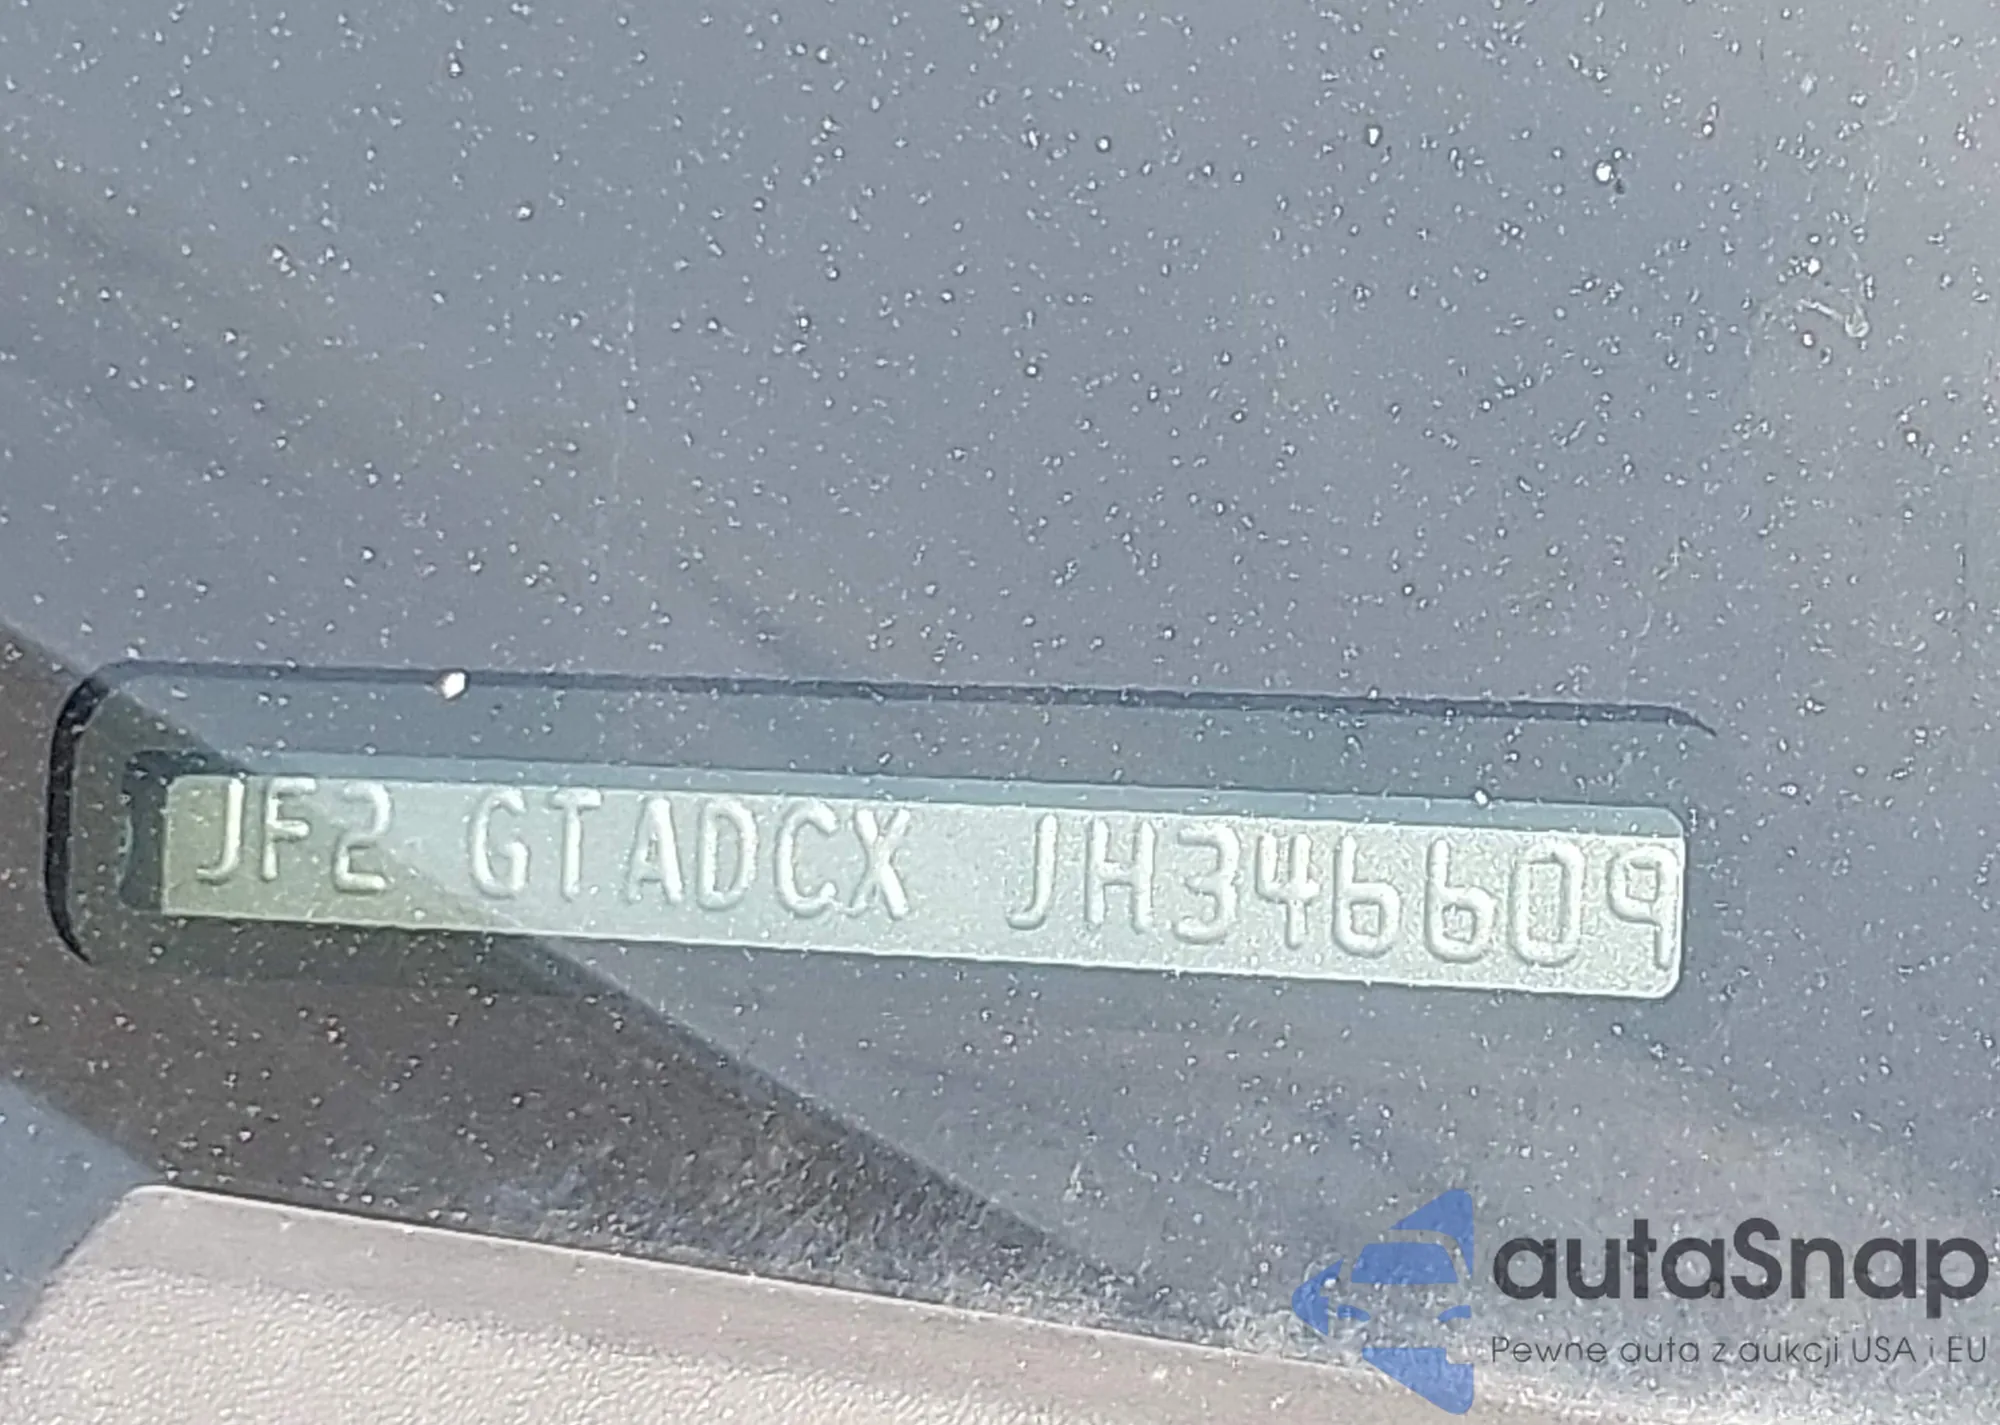 JF2 GTADCX JH346609
autaSnap
Pewne auta z aukcji USA i EU